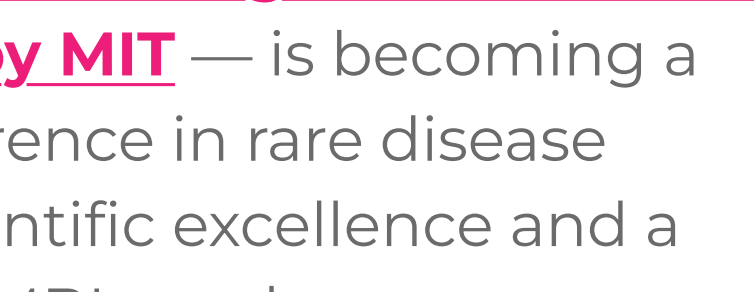 by MIT — is becoming a
rence in rare disease
ntific excellence and a